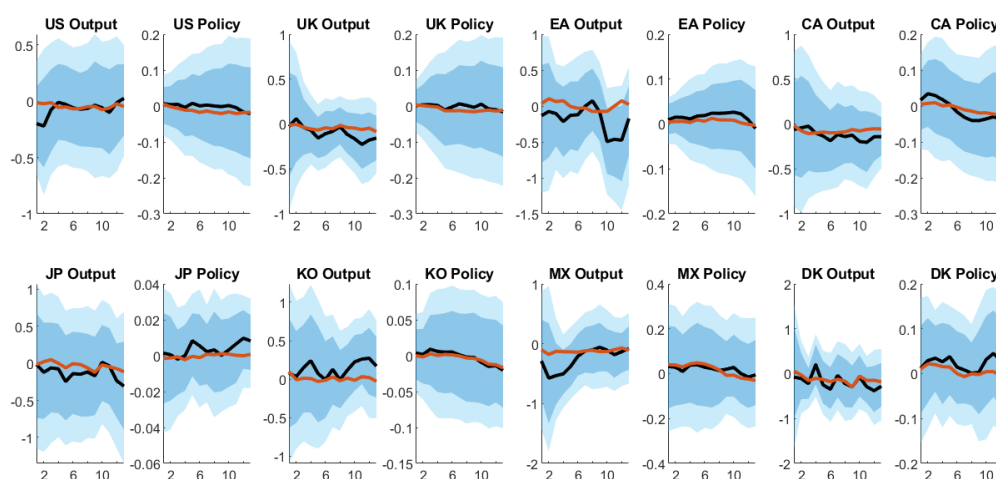 US Output US Policy UK Output UK Policy EA Output EA Policy CA Output CA Policy
0.5 0.2 1 0.2 1 0.2 1 0.2
0.1 0.5 0.1 0.5 0.1 0.5 0.1
0 0 0 0 0 0 0 0
-0.1 -0.5 -0.1
-0.5 -0.1 -0.5 -0.1 -0.5 -0.1
-0.2 -0.2 -1 -0.2
-1 -0.3 -1 -0.3 -1.5 -0.2 -1 -0.3
2 6 10 2 6 10 2 6 10 2 6 10 2 6 10 2 6 10 2 6 10 2 6 10
JP Output JP Policy KO Output KO Policy MX Output MX Policy DK Output DK Policy
1 0.04 1 0.1 1 0.4 2 0.2
0.5 0.02 0.5 0.05 0.2 1 0.1
0 0 0 0 0 0 0 0
-0.5 -0.02 -0.5 -0.05 -1 -0.2 -1 -0.1
-1 -0.04 -1 -0.1
-0.06 -0.15 -2 -0.4 -2 -0.2
2 6 10 2 6 10 2 6 10 2 6 10 2 6 10 2 6 10 2 6 10 2 6 10